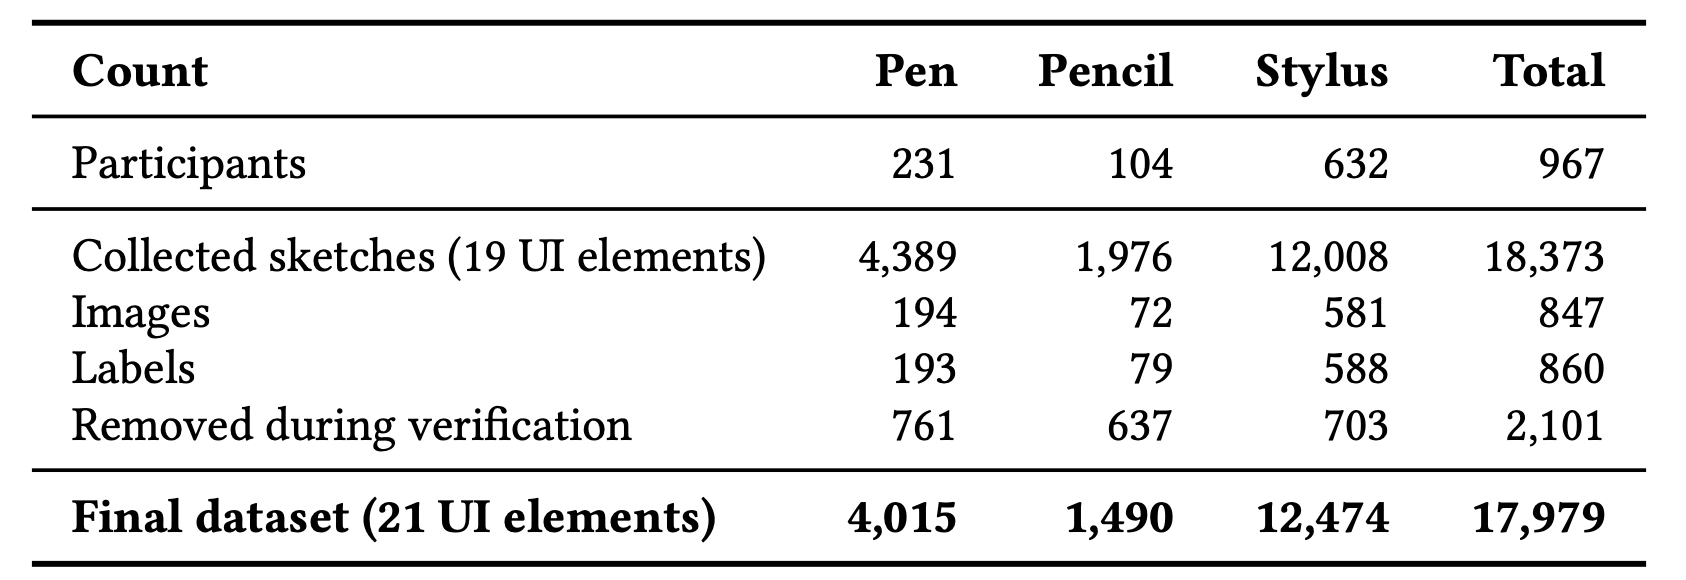 Count Pen Pencil Stylus Total
Participants 231 104 632 967
Collected sketches (19 UI elements) 4,389 1,976 12,008 18,373
Images 194 72 581 847
Labels 193 79 588 860
Removed during verification 761 637 703 2,101
Final dataset (21 UI elements) 4,015 1,490 12,474 17,979